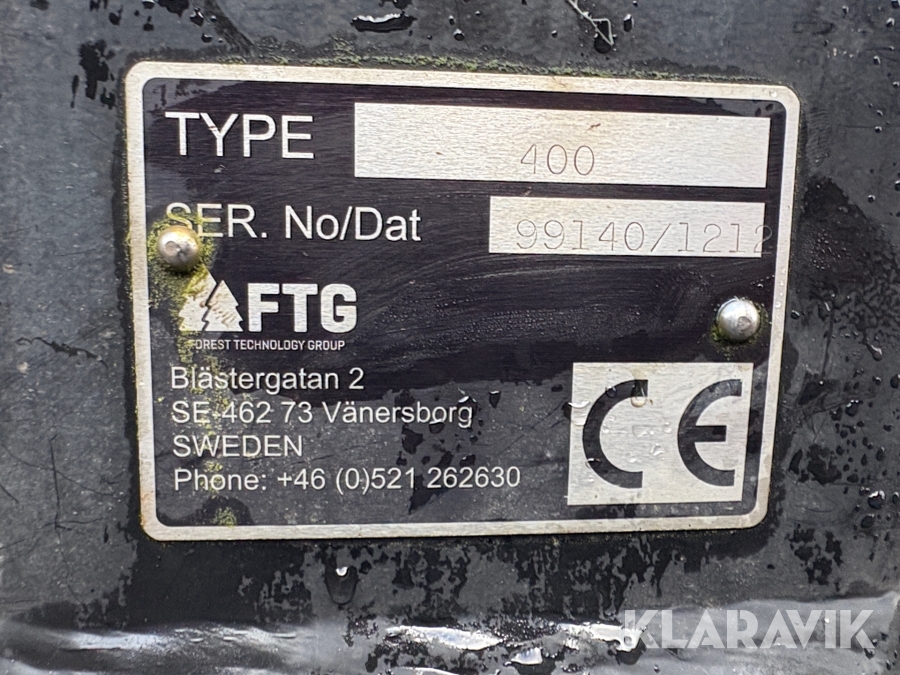 TYPE 400
SER. No/Dat 99140/1212
FTG
FOREST TECHNOLOGY GROUP
Blästergatan 2
SE-462 73 Vänersborg
SWEDEN
Phone: +46 (0)521 262630
CE
KLARAVIK